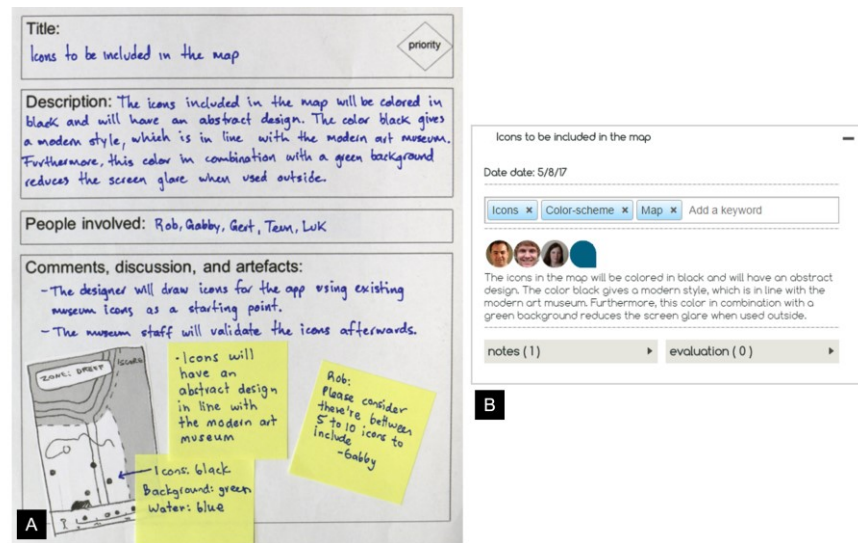 Title:
priority
Icons to be included in the map
Description: The icons included in the map will be colored in
black and will have an abstract design. The color black gives
a modern style, which is in line with the modern art museum.
Furthermore, this color in combination with a green background
reduces the screen glare when used outside.
People involved: Rob, Gabby, Gert, Teun, Luk
Comments, discussion, and artefacts:
- The designer will draw icons for the app using existing
museum icons as a starting point.
- The museum staff will validate the icons afterwards.
ZONE: DREEF
- Icons will
have an
abstract design
in line with
the modern art
museum
Rob:
Please consider
there're between
5 to 10 icons to
include
-Gabby
Icons: black
Background: green
Water: blue
A
Icons to be included in the map
Date date: 5/8/17
Icons × Color-scheme × Map × Add a keyword
The icons in the map will be colored in black and will have an abstract
design. The color black gives a modern style, which is in line with the
modern art museum. Furthermore, this color in combination with a
green background reduces the screen glare when used outside.
notes ( 1 )
evaluation ( 0 )
B